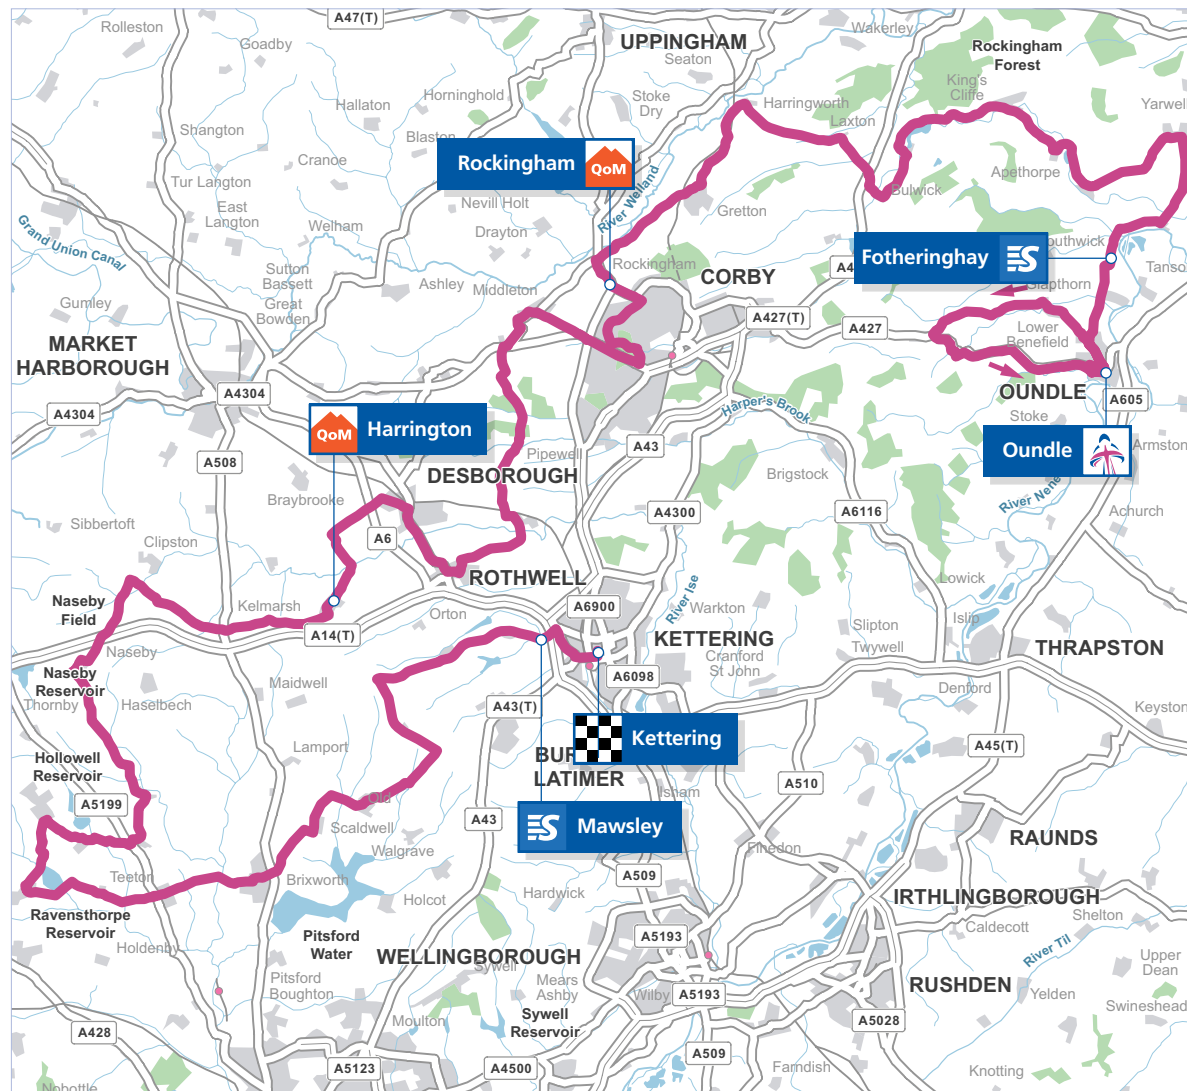 A47(T)
Rolleston
Goadby
UPPINGHAM
Seaton
Wakerley
Rockingham
Forest
King's
Cliffe
Yarwell
Hallaton
Horninghold
Stoke
Dry
Harringworth
Laxton
Shangton
Blaston
Cranoe
Rockingham
QoM
Apethorpe
Tur Langton
East
Langton
Nevill Holt
River Welland
Bulwick
Gretton
Welham
Drayton
Grand Union Canal
Fotheringhay
Southwick
Sutton
Bassett
Rockingham
CORBY
Tanso
Ashley
Middleton
Glapthorn
Gumley
Great
Bowden
A427(T)
A427
Lower
Benefield
MARKET
HARBOROUGH
A4304
A4304
OUNDLE
A605
Harper's Brook
Stoke
QoM
Harrington
A43
Oundle
Armston
Pipewell
A508
DESBOROUGH
Brigstock
Braybrooke
River Nene
A4300
A6116
Achurch
Sibbertoft
A6
Clipston
ROTHWELL
Lowick
River Ise
Naseby
Field
Kelmarsh
Orton
A6900
Warkton
Islip
A14(T)
Slipton
Twywell
KETTERING
Cranford
St John
THRAPSTON
Naseby
Naseby
Reservoir
Thornby
Maidwell
A6098
Denford
Haselbech
A43(T)
Keyston
Kettering
Lamport
A45(T)
Hollowell
Reservoir
BUR
LATIMER
A510
Isham
A5199
Old
A43
Mawsley
Scaldwell
Walgrave
RAUNDS
Finedon
Teeton
Brixworth
A509
Hardwick
IRTHLINGBOROUGH
Holcot
Ravensthorpe
Reservoir
Shelton
Caldecott
Holdenby
Pitsford
Water
A5193
WELLINGBOROUGH
River Til
Sywell
Upper
Dean
Pitsford
Boughton
Mears
Ashby
Wilby
A5193
RUSHDEN
Yelden
Swineshead
Sywell
Reservoir
Moulton
A428
A5028
A5123
A4500
A509
Farndish
Knotting
Nobottle